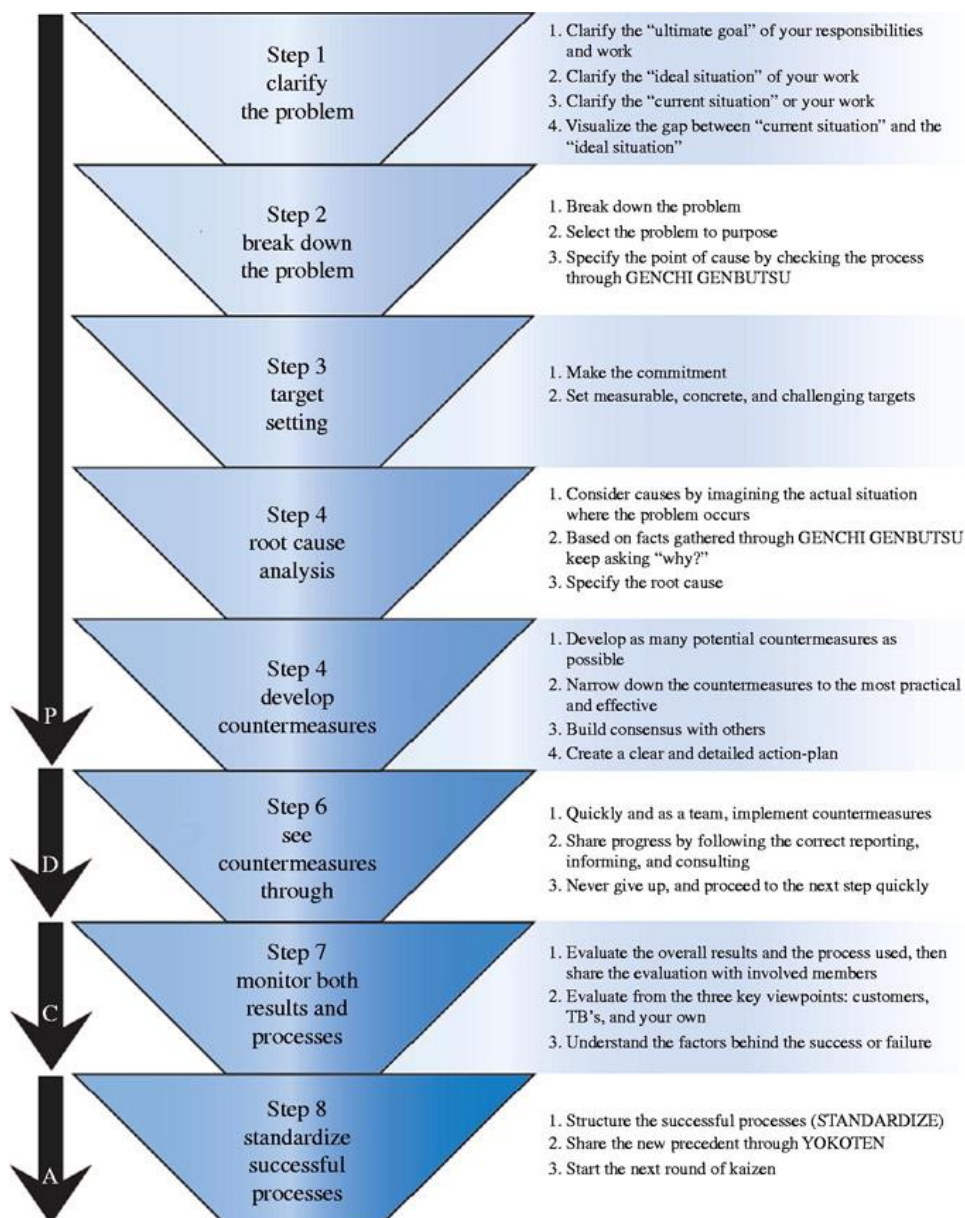 Step 1
clarify
the problem
1. Clarify the “ultimate goal” of your responsibilities
and work
2. Clarify the “ideal situation” of your work
3. Clarify the “current situation” or your work
4. Visualize the gap between “current situation” and the
“ideal situation”
Step 2
break down
the problem
1. Break down the problem
2. Select the problem to purpose
3. Specify the point of cause by checking the process
through GENCHI GENBUTSU
Step 3
target
setting
1. Make the commitment
2. Set measurable, concrete, and challenging targets
Step 4
root cause
analysis
1. Consider causes by imagining the actual situation
where the problem occurs
2. Based on facts gathered through GENCHI GENBUTSU
keep asking “why?”
3. Specify the root cause
P
Step 4
develop
countermeasures
1. Develop as many potential countermeasures as
possible
2. Narrow down the countermeasures to the most practical
and effective
3. Build consensus with others
4. Create a clear and detailed action-plan
D
Step 6
see
countermeasures
through
1. Quickly and as a team, implement countermeasures
2. Share progress by following the correct reporting,
informing, and consulting
3. Never give up, and proceed to the next step quickly
C
Step 7
monitor both
results and
processes
1. Evaluate the overall results and the process used, then
share the evaluation with involved members
2. Evaluate from the three key viewpoints: customers,
TB’s, and your own
3. Understand the factors behind the success or failure
A
Step 8
standardize
successful
processes
1. Structure the successful processes (STANDARDIZE)
2. Share the new precedent through YOKOTEN
3. Start the next round of kaizen